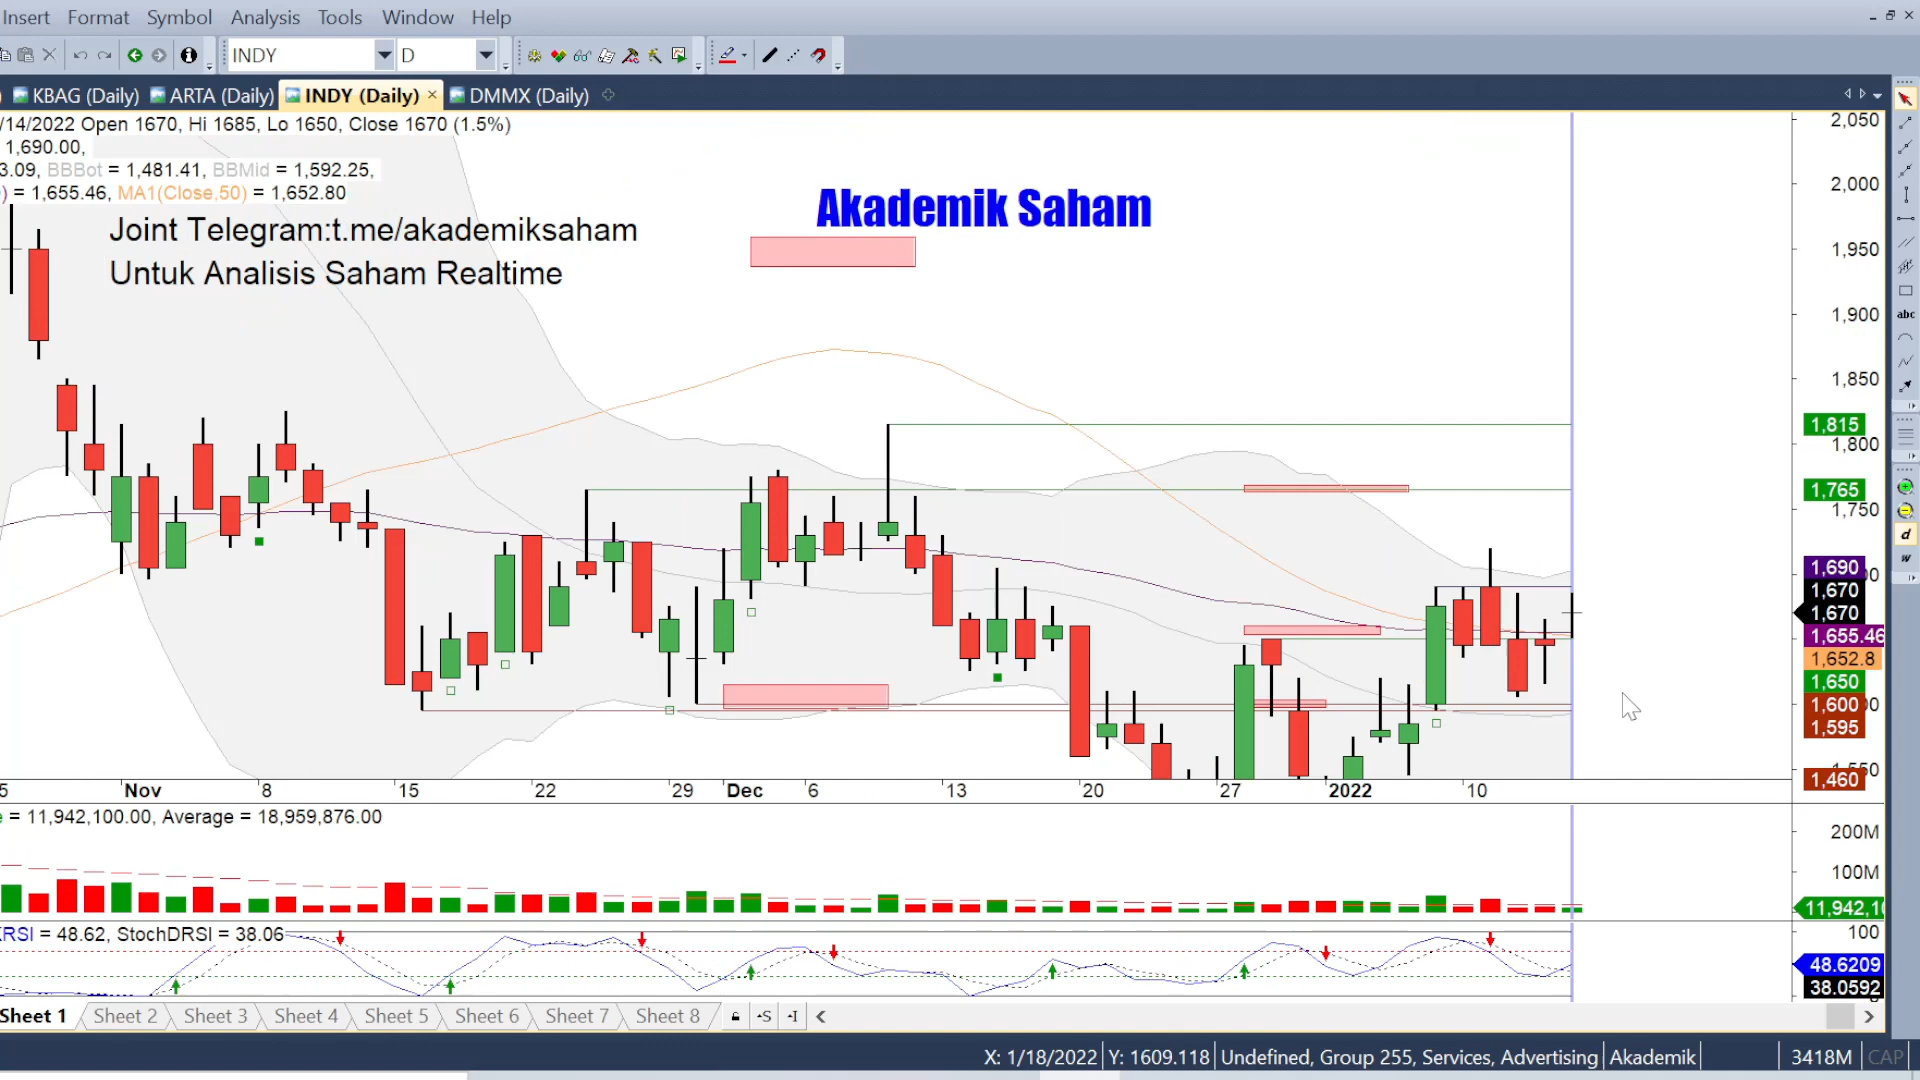 Insert Format Symbol Analysis Tools Window Help
INDY D
KBAG (Daily) ARTA (Daily) INDY (Daily) × DMMX (Daily)
/14/2022 Open 1670, Hi 1685, Lo 1650, Close 1670 (1.5%)
1,690.00,
3.09, BBBot = 1,481.41, BBMid = 1,592.25,
) = 1,655.46, MA1(Close,50) = 1,652.80
Akademik Saham
Joint Telegram:t.me/akademiksaham
Untuk Analisis Saham Realtime
2,050
2,000
1,950
1,900
1,850
1,815
1,800
1,765
1,750
1,690
1,670
1,670
1,655.46
1,652.8
1,650
1,600
1,595
1,460
abc
d
w
5 Nov 8 15 22 29 Dec 6 13 20 27 2022 10
= 11,942,100.00, Average = 18,959,876.00
200M
100M
11,942,10
RSI = 48.62, StochDRSI = 38.06
100
48.6209
38.0592
Sheet 1 Sheet 2 Sheet 3 Sheet 4 Sheet 5 Sheet 6 Sheet 7 Sheet 8
X: 1/18/2022 Y: 1609.118 Undefined, Group 255, Services, Advertising Akademik 3418M CAP